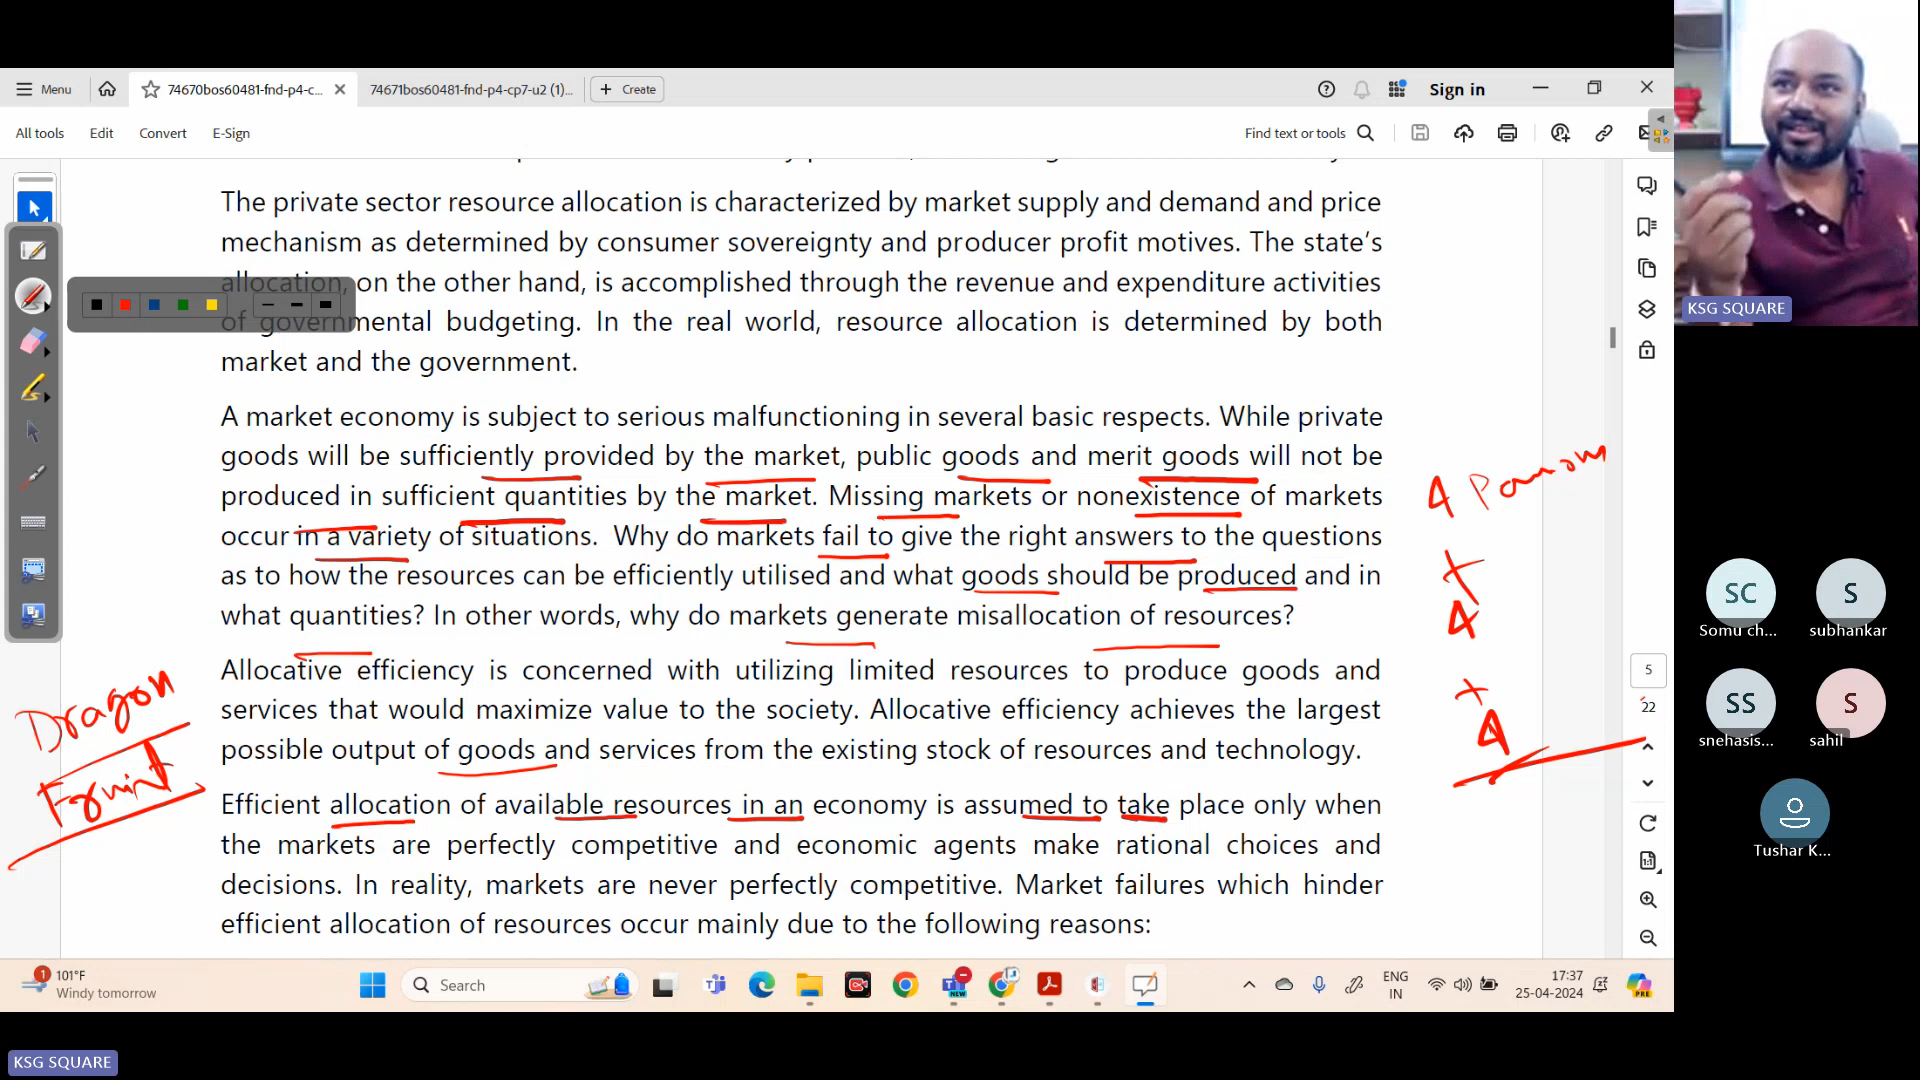 Menu
74670bos60481-fnd-p4-c...
74671bos60481-fnd-p4-cp7-u2 (1)...
Create
Sign in
All tools
Edit
Convert
E-Sign
Find text or tools
The private sector resource allocation is characterized by market supply and demand and price
mechanism as determined by consumer sovereignty and producer profit motives. The state's
allocation, on the other hand, is accomplished through the revenue and expenditure activities
of governmental budgeting. In the real world, resource allocation is determined by both
market and the government.
A market economy is subject to serious malfunctioning in several basic respects. While private
goods will be sufficiently provided by the market, public goods and merit goods will not be
produced in sufficient quantities by the market. Missing markets or nonexistence of markets
occur in a variety of situations. Why do markets fail to give the right answers to the questions
as to how the resources can be efficiently utilised and what goods should be produced and in
what quantities? In other words, why do markets generate misallocation of resources?
Allocative efficiency is concerned with utilizing limited resources to produce goods and
services that would maximize value to the society. Allocative efficiency achieves the largest
possible output of goods and services from the existing stock of resources and technology.
Efficient allocation of available resources in an economy is assumed to take place only when
the markets are perfectly competitive and economic agents make rational choices and
decisions. In reality, markets are never perfectly competitive. Market failures which hinder
efficient allocation of resources occur mainly due to the following reasons:
Dragon
4
+
4
+
4
5
22
KSG SQUARE
SC
Somu ch...
S
subhankar
SS
snehasis...
S
sahil
Tushar K...
1
101°F
Windy tomorrow
Search
NEW
ENG
IN
17:37
25-04-2024
PRE
KSG SQUARE